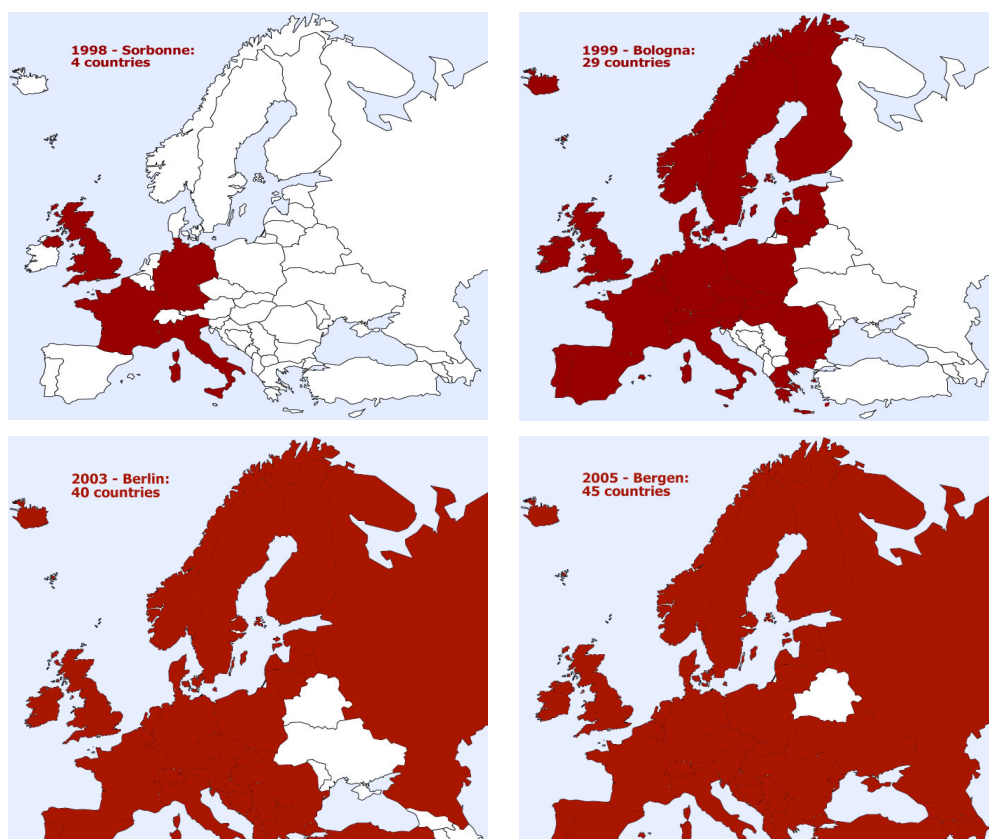 1998 - Sorbonne:
4 countries
1999 - Bologna:
29 countries
2003 - Berlin:
40 countries
2005 - Bergen:
45 countries